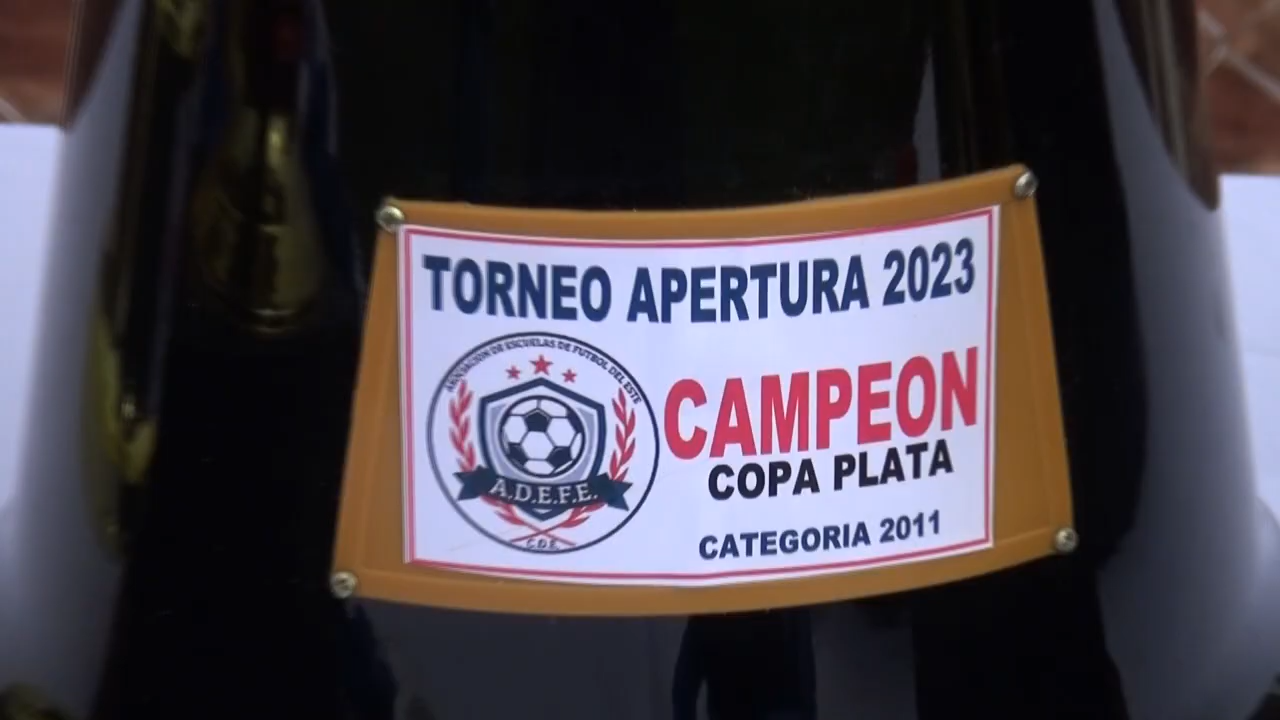 TORNEO APERTURA 2023
ASOCIACION DE ESCUELAS DE FUTBOL DEL ESTE
A.D.E.F.E.
C.D.E.
CAMPEON
COPA PLATA
CATEGORIA 2011